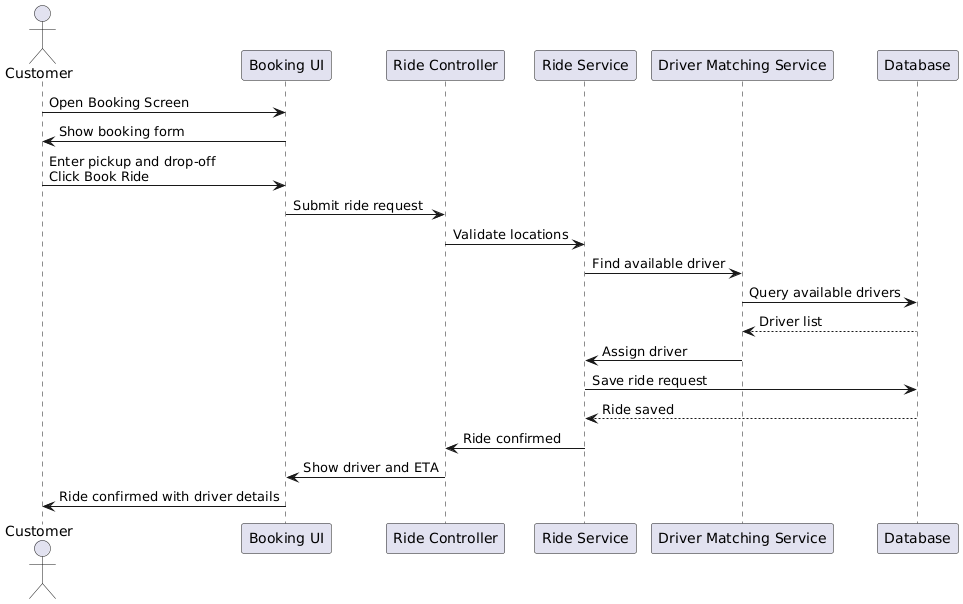 Customer
Booking UI
Ride Controller
Ride Service
Driver Matching Service
Database
Open Booking Screen
Show booking form
Enter pickup and drop-off
Click Book Ride
Submit ride request
Validate locations
Find available driver
Query available drivers
Driver list
Assign driver
Save ride request
Ride saved
Ride confirmed
Show driver and ETA
Ride confirmed with driver details
Customer
Booking UI
Ride Controller
Ride Service
Driver Matching Service
Database